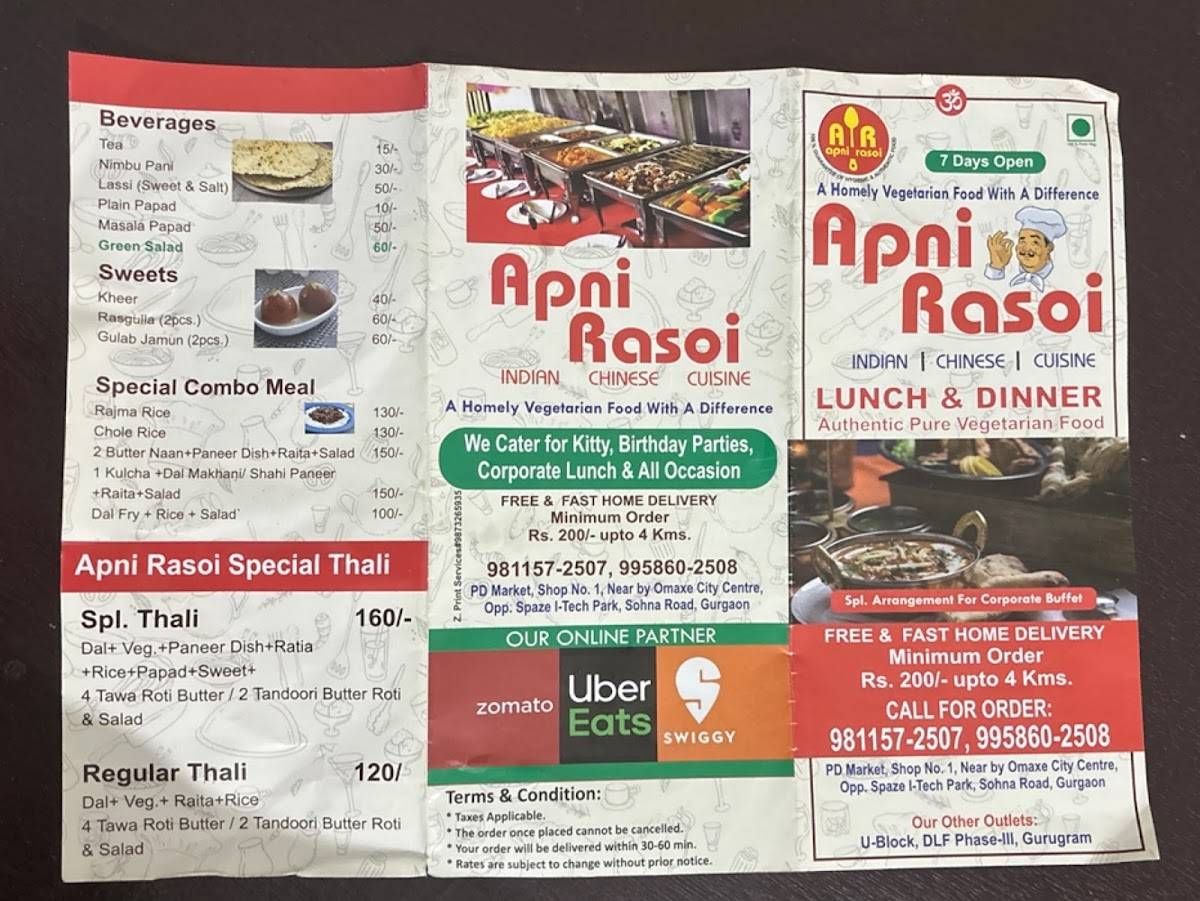 Beverages
Tea 15/-
Nimbu Pani 30/-
Lassi (Sweet & Salt) 50/-
Plain Papad 10/-
Masala Papad 50/-
Green Salad 60/-
Sweets
Kheer 40/-
Rasgulla (2pcs.) 60/-
Gulab Jamun (2pcs.) 60/-
Special Combo Meal
Rajma Rice 130/-
Chole Rice 130/-
2 Butter Naan+Paneer Dish+Raita+Salad 150/-
1 Kulcha +Dal Makhani/ Shahi Paneer
+Raita+Salad 150/-
Dal Fry + Rice + Salad 100/-
Apni Rasoi Special Thali
Spl. Thali 160/-
Dal+ Veg.+Paneer Dish+Ratia
+Rice+Papad+Sweet+
4 Tawa Roti Butter / 2 Tandoori Butter Roti
& Salad
Regular Thali 120/
Dal+ Veg.+ Raita+Rice
4 Tawa Roti Butter / 2 Tandoori Butter Roti
& Salad
Apni
Rasoi
INDIAN CHINESE CUISINE
A Homely Vegetarian Food With A Difference
We Cater for Kitty, Birthday Parties,
Corporate Lunch & All Occasion
FREE & FAST HOME DELIVERY
Minimum Order
Rs. 200/- upto 4 Kms.
981157-2507, 995860-2508
PD Market, Shop No. 1, Near by Omaxe City Centre,
Opp. Spaze I-Tech Park, Sohna Road, Gurgaon
Z. Print Services#9873265935
OUR ONLINE PARTNER
zomato
Uber
Eats
SWIGGY
Terms & Condition:
* Taxes Applicable.
* The order once placed cannot be cancelled.
* Your order will be delivered within 30-60 min.
* Rates are subject to change without prior notice.
ॐ
A R
apni rasoi
7 Days Open
A Homely Vegetarian Food With A Difference
Apni
Rasoi
INDIAN | CHINESE | CUISINE
LUNCH & DINNER
Authentic Pure Vegetarian Food
Spl. Arrangement For Corporate Buffet
FREE & FAST HOME DELIVERY
Minimum Order
Rs. 200/- upto 4 Kms.
CALL FOR ORDER:
981157-2507, 995860-2508
PD Market, Shop No. 1, Near by Omaxe City Centre,
Opp. Spaze I-Tech Park, Sohna Road, Gurgaon
Our Other Outlets:
U-Block, DLF Phase-III, Gurugram